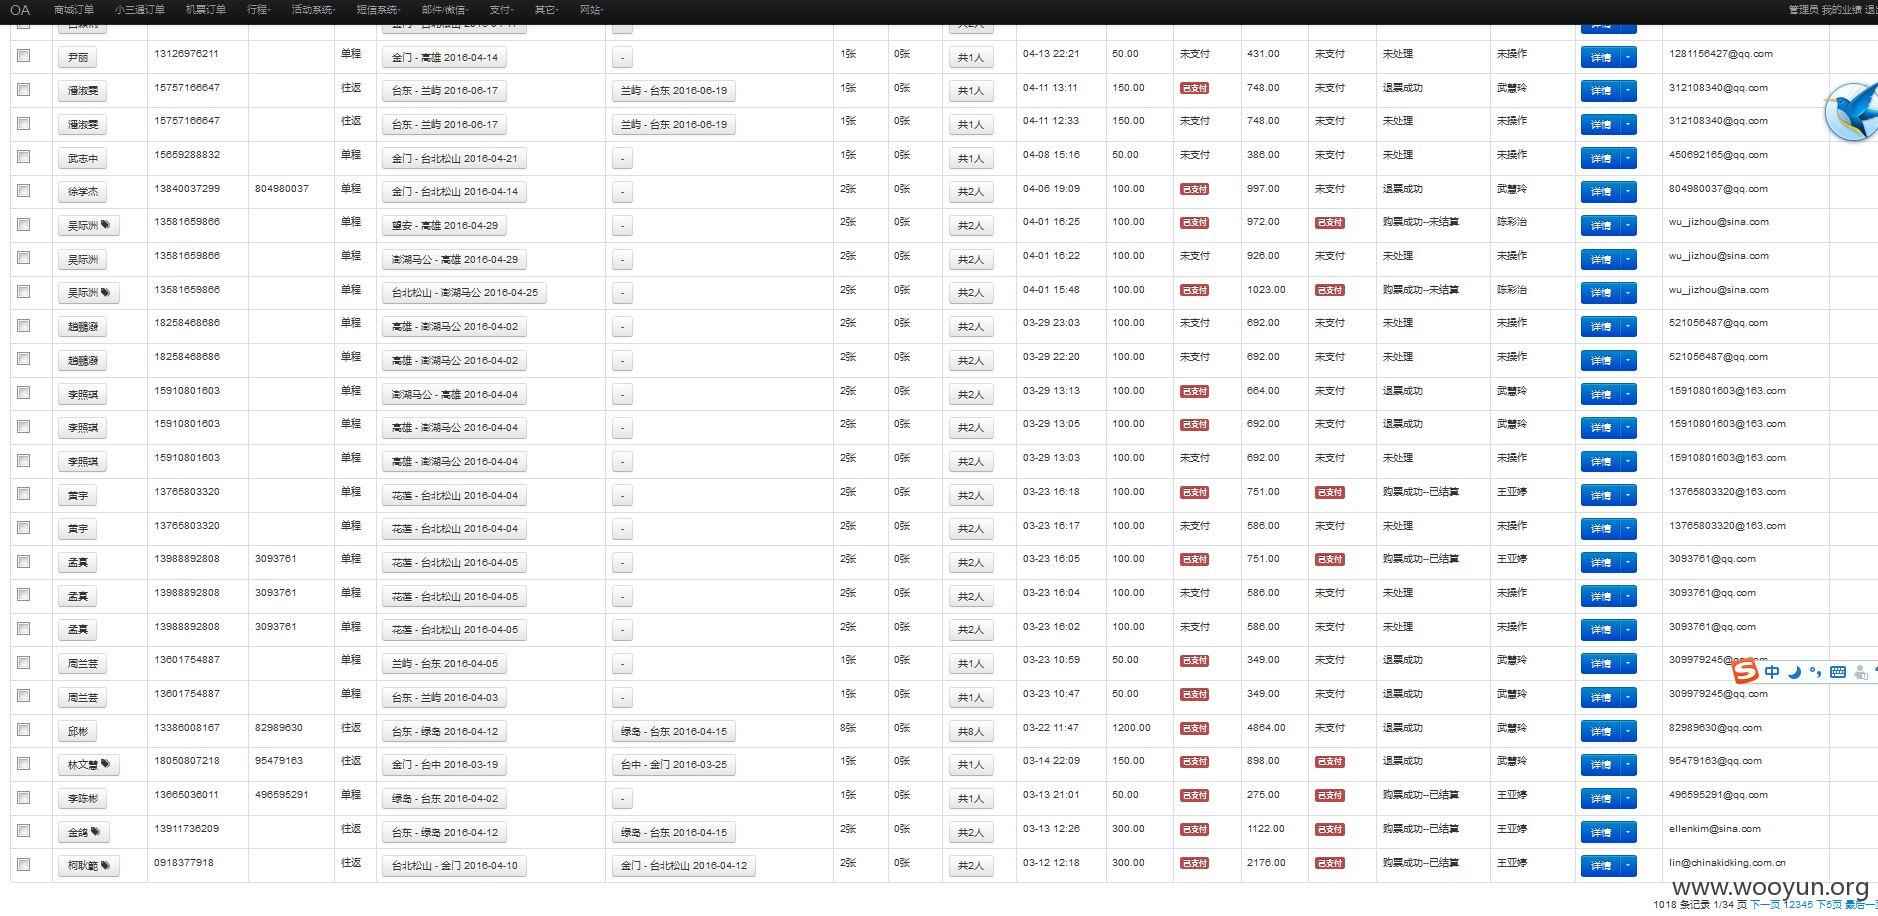 OA 商城订单 小三通订单 机票订单 行程 活动系统 短信系统 邮件/微信 支付 其它 网站 管理员 我的业绩 退出
尹丽 13126976211 单程 金门 - 高雄 2016-04-14 - 1张 0张 共1人 04-13 22:21 50.00 未支付 431.00 未支付 未处理 未操作 详情 1281156427@qq.com
潘淑雯 15757166647 往返 台东 - 兰屿 2016-06-17 兰屿 - 台东 2016-06-19 1张 0张 共1人 04-11 13:11 150.00 已支付 748.00 未支付 退票成功 武慧玲 详情 312108340@qq.com
潘淑雯 15757166647 往返 台东 - 兰屿 2016-06-17 兰屿 - 台东 2016-06-19 1张 0张 共1人 04-11 12:33 150.00 未支付 748.00 未支付 未处理 未操作 详情 312108340@qq.com
武志中 15659288832 单程 金门 - 台北松山 2016-04-21 - 1张 0张 共1人 04-08 15:16 50.00 未支付 386.00 未支付 未处理 未操作 详情 450692165@qq.com
徐学杰 13840037299 804980037 单程 金门 - 台北松山 2016-04-14 - 2张 0张 共2人 04-06 19:09 100.00 已支付 997.00 未支付 退票成功 武慧玲 详情 804980037@qq.com
吴际洲 13581659866 单程 望安 - 高雄 2016-04-29 - 2张 0张 共2人 04-01 16:25 100.00 已支付 972.00 已支付 购票成功--未结算 陈彩治 详情 wu_jizhou@sina.com
吴际洲 13581659866 单程 澎湖马公 - 高雄 2016-04-29 - 2张 0张 共2人 04-01 16:22 100.00 未支付 926.00 未支付 未处理 未操作 详情 wu_jizhou@sina.com
吴际洲 13581659866 单程 台北松山 - 澎湖马公 2016-04-25 - 2张 0张 共2人 04-01 15:48 100.00 已支付 1023.00 已支付 购票成功--未结算 陈彩治 详情 wu_jizhou@sina.com
趙鵬潑 18258468686 单程 高雄 - 澎湖马公 2016-04-02 - 2张 0张 共2人 03-29 23:03 100.00 未支付 692.00 未支付 未处理 未操作 详情 521056487@qq.com
趙鵬潑 18258468686 单程 高雄 - 澎湖马公 2016-04-02 - 2张 0张 共2人 03-29 22:20 100.00 未支付 692.00 未支付 未处理 未操作 详情 521056487@qq.com
李照琪 15910801603 单程 澎湖马公 - 高雄 2016-04-04 - 2张 0张 共2人 03-29 13:13 100.00 已支付 664.00 未支付 退票成功 武慧玲 详情 15910801603@163.com
李照琪 15910801603 单程 高雄 - 澎湖马公 2016-04-04 - 2张 0张 共2人 03-29 13:05 100.00 已支付 692.00 未支付 退票成功 武慧玲 详情 15910801603@163.com
李照琪 15910801603 单程 高雄 - 澎湖马公 2016-04-04 - 2张 0张 共2人 03-29 13:03 100.00 未支付 692.00 未支付 未处理 未操作 详情 15910801603@163.com
黄宇 13765803320 单程 花莲 - 台北松山 2016-04-04 - 2张 0张 共2人 03-23 16:18 100.00 已支付 751.00 已支付 购票成功--已结算 王亚婷 详情 13765803320@163.com
黄宇 13765803320 单程 花莲 - 台北松山 2016-04-04 - 2张 0张 共2人 03-23 16:17 100.00 未支付 586.00 未支付 未处理 未操作 详情 13765803320@163.com
孟真 13988892808 3093761 单程 花莲 - 台北松山 2016-04-05 - 2张 0张 共2人 03-23 16:05 100.00 已支付 751.00 已支付 购票成功--已结算 王亚婷 详情 3093761@qq.com
孟真 13988892808 3093761 单程 花莲 - 台北松山 2016-04-05 - 2张 0张 共2人 03-23 16:04 100.00 未支付 586.00 未支付 未处理 未操作 详情 3093761@qq.com
孟真 13988892808 3093761 单程 花莲 - 台北松山 2016-04-05 - 2张 0张 共2人 03-23 16:02 100.00 未支付 586.00 未支付 未处理 未操作 详情 3093761@qq.com
周兰芸 13601754887 单程 兰屿 - 台东 2016-04-05 - 1张 0张 共1人 03-23 10:59 50.00 已支付 349.00 未支付 退票成功 武慧玲 详情 309979245@qq.com
周兰芸 13601754887 单程 台东 - 兰屿 2016-04-03 - 1张 0张 共1人 03-23 10:47 50.00 已支付 349.00 未支付 退票成功 武慧玲 详情 309979245@qq.com
邱彬 13386008167 82989630 往返 台东 - 绿岛 2016-04-12 绿岛 - 台东 2016-04-15 8张 0张 共8人 03-22 11:47 1200.00 已支付 4864.00 未支付 退票成功 武慧玲 详情 82989630@qq.com
林文慧 18050807218 95479163 往返 金门 - 台中 2016-03-19 台中 - 金门 2016-03-25 1张 0张 共1人 03-14 22:09 150.00 已支付 898.00 已支付 退票成功 武慧玲 详情 95479163@qq.com
李陈彬 13665036011 496595291 单程 绿岛 - 台东 2016-04-02 - 1张 0张 共1人 03-13 21:01 50.00 已支付 275.00 已支付 购票成功--已结算 王亚婷 详情 496595291@qq.com
金鸽 13911736209 往返 台东 - 绿岛 2016-04-12 绿岛 - 台东 2016-04-15 2张 0张 共2人 03-13 12:26 300.00 已支付 1122.00 已支付 购票成功--已结算 王亚婷 详情 ellenkim@sina.com
柯耿範 0918377918 往返 台北松山 - 金门 2016-04-10 金门 - 台北松山 2016-04-12 2张 0张 共2人 03-12 12:18 300.00 已支付 2176.00 已支付 购票成功--已结算 王亚婷 详情 lin@chinakidking.com.cn
www.wooyun.org
1018 条记录 1/34 页 下一页 12345 下5页 最后一页
中